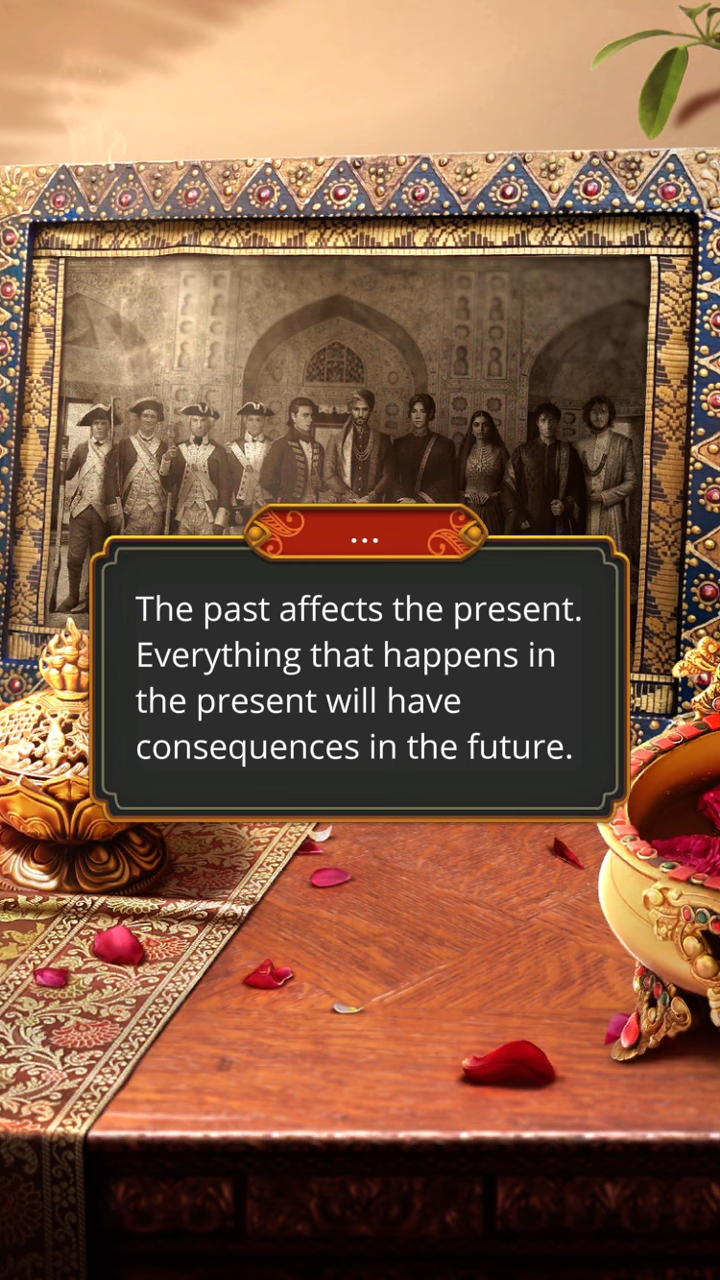 ...
The past affects the present.
Everything that happens in
the present will have
consequences in the future.